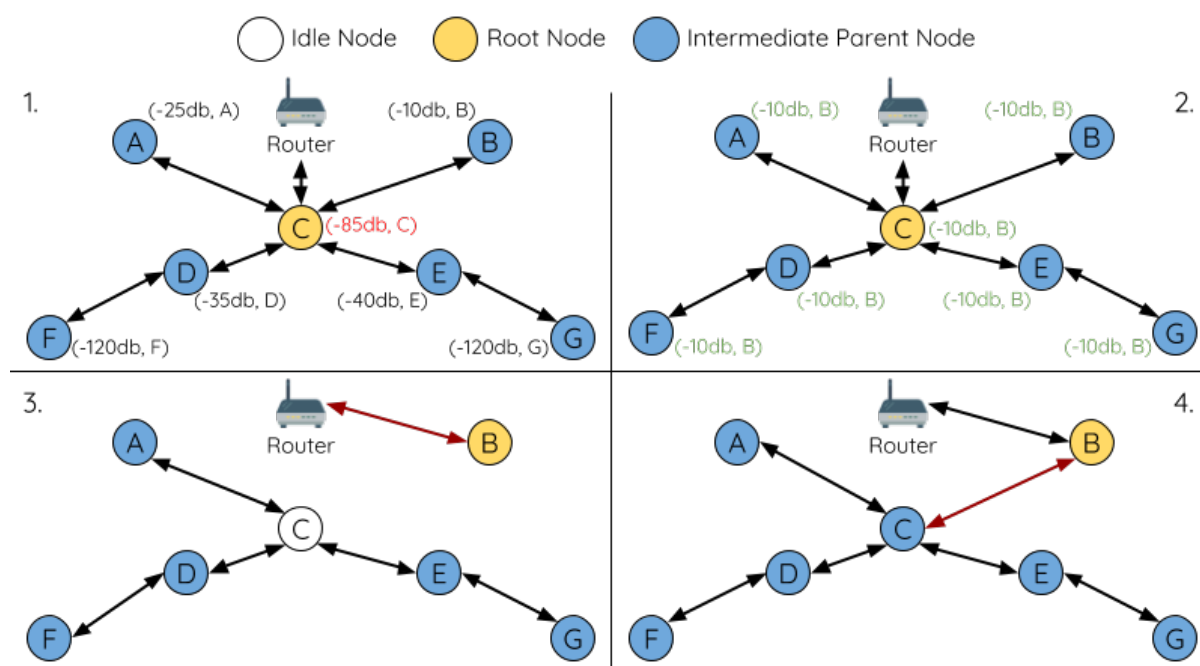 Idle Node
Root Node
Intermediate Parent Node
1.
(-25db, A)
(-10db, B)
A
Router
B
C
(-85db, C)
D
E
(-35db, D)
(-40db, E)
F
(-120db, F)
(-120db, G)
G
2.
(-10db, B)
(-10db, B)
A
Router
B
C
(-10db, B)
D
E
(-10db, B)
(-10db, B)
F
(-10db, B)
(-10db, B)
G
3.
A
Router
B
C
D
E
F
G
4.
A
Router
B
C
D
E
F
G